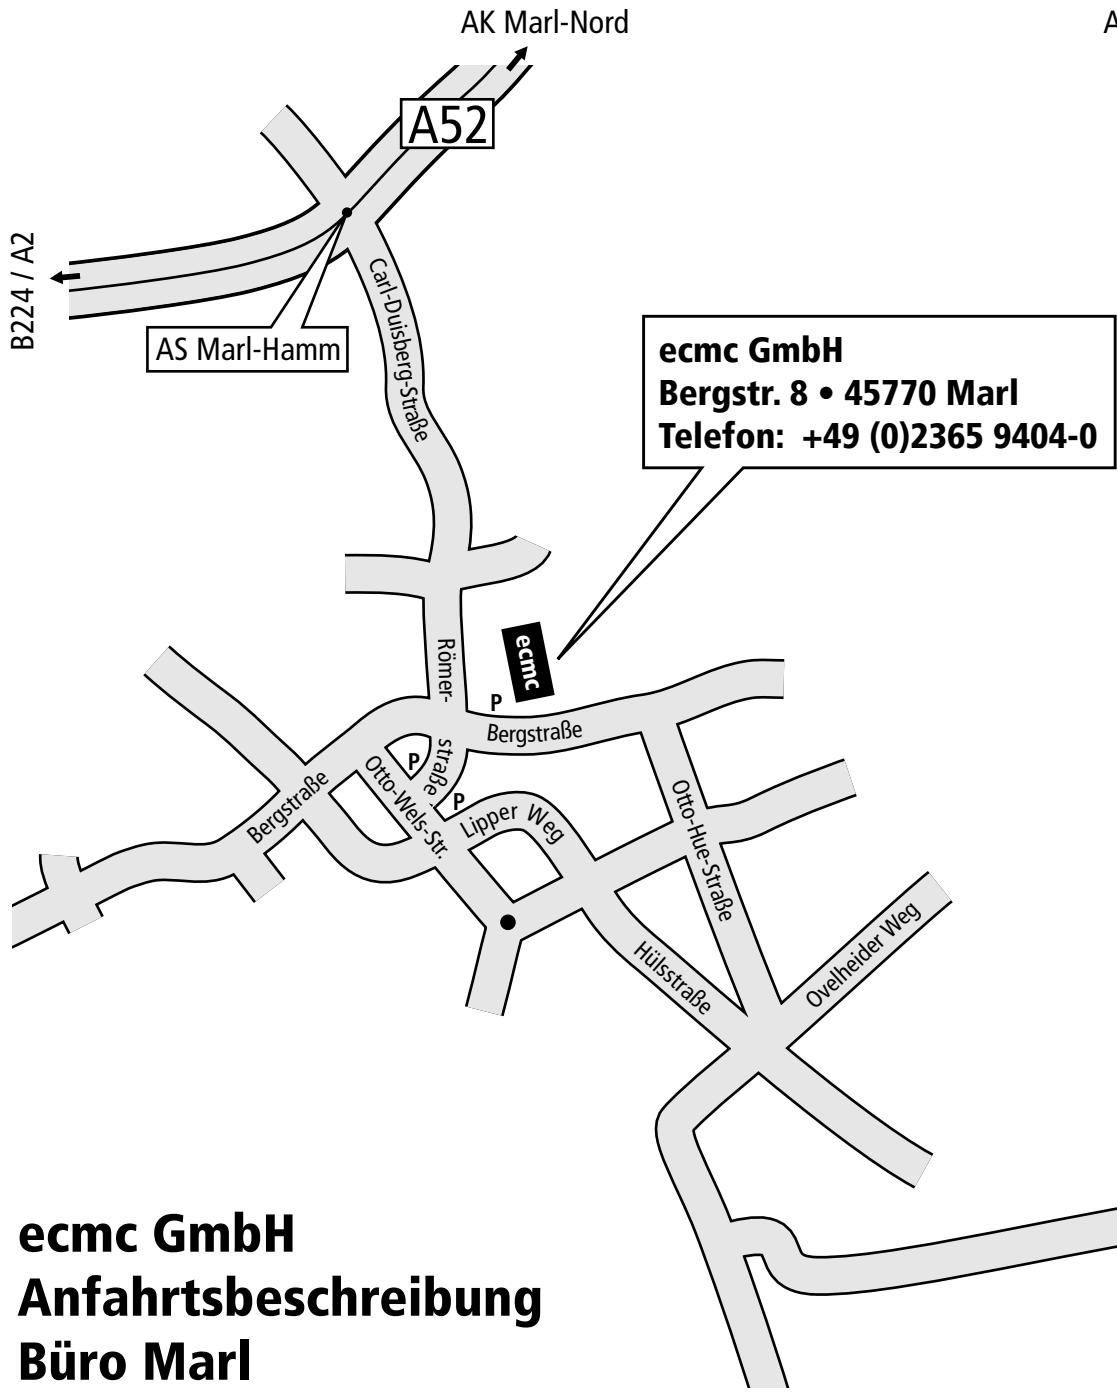 AK Marl-Nord
A
A52
B224 / A2
AS Marl-Hamm
Carl-Duisberg-Straße
ecmc GmbH
Bergstr. 8 • 45770 Marl
Telefon: +49 (0)2365 9404-0
Römer-
straße
ecmc
P
Bergstraße
P
Otto-Wels-Str.
P
Bergstraße
Lipper Weg
Otto-Hue-Straße
Hülsstraße
Ovelheider Weg
ecmc GmbH
Anfahrtsbeschreibung
Büro Marl